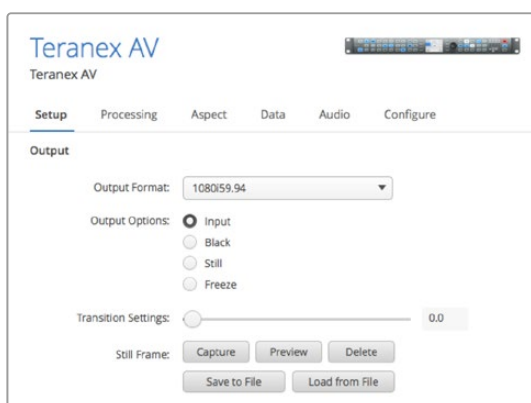 Teranex AV
Teranex AV
Setup Processing Aspect Data Audio Configure
Output
Output Format: 1080i59.94
Output Options: Input
Black
Still
Freeze
Transition Settings: 0.0
Still Frame: Capture Preview Delete
Save to File Load from File